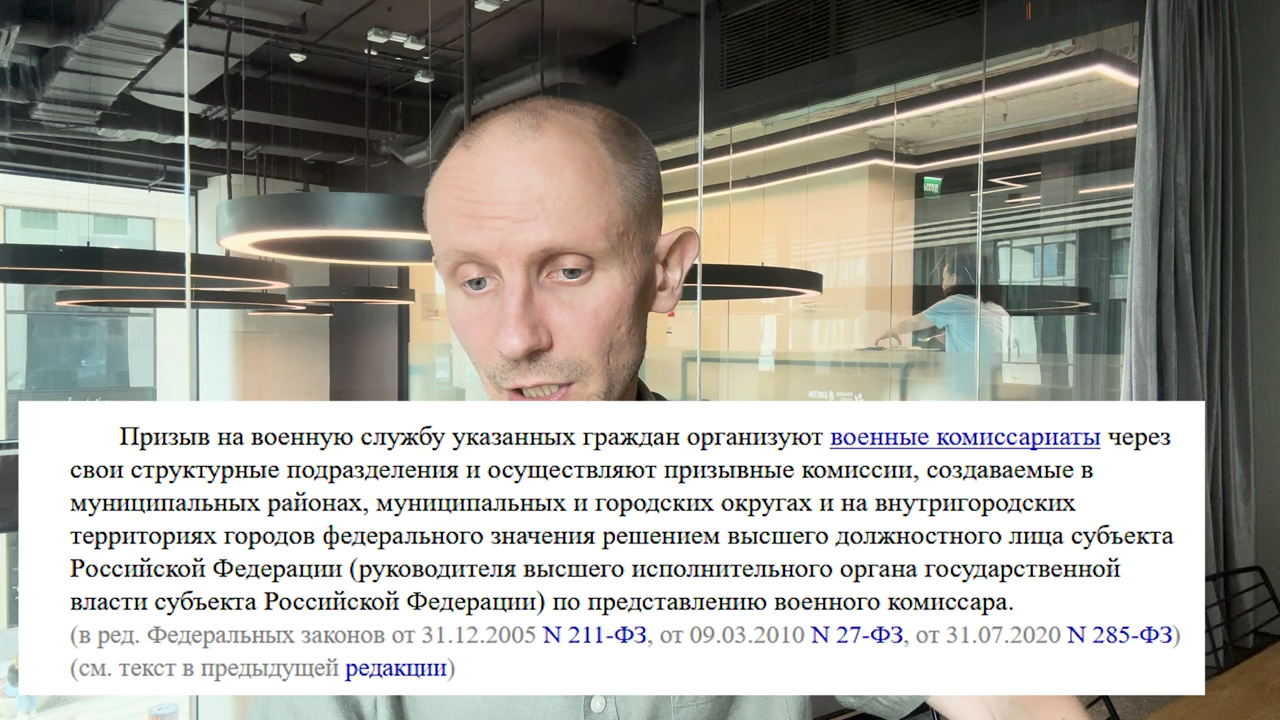 ВЫХОД
Призыв на военную службу указанных граждан организуют военные комиссариаты через
свои структурные подразделения и осуществляют призывные комиссии, создаваемые в
муниципальных районах, муниципальных и городских округах и на внутригородских
территориях городов федерального значения решением высшего должностного лица субъекта
Российской Федерации (руководителя высшего исполнительного органа государственной
власти субъекта Российской Федерации) по представлению военного комиссара.
(в ред. Федеральных законов от 31.12.2005 N 211-ФЗ, от 09.03.2010 N 27-ФЗ, от 31.07.2020 N 285-ФЗ)
(см. текст в предыдущей редакции)